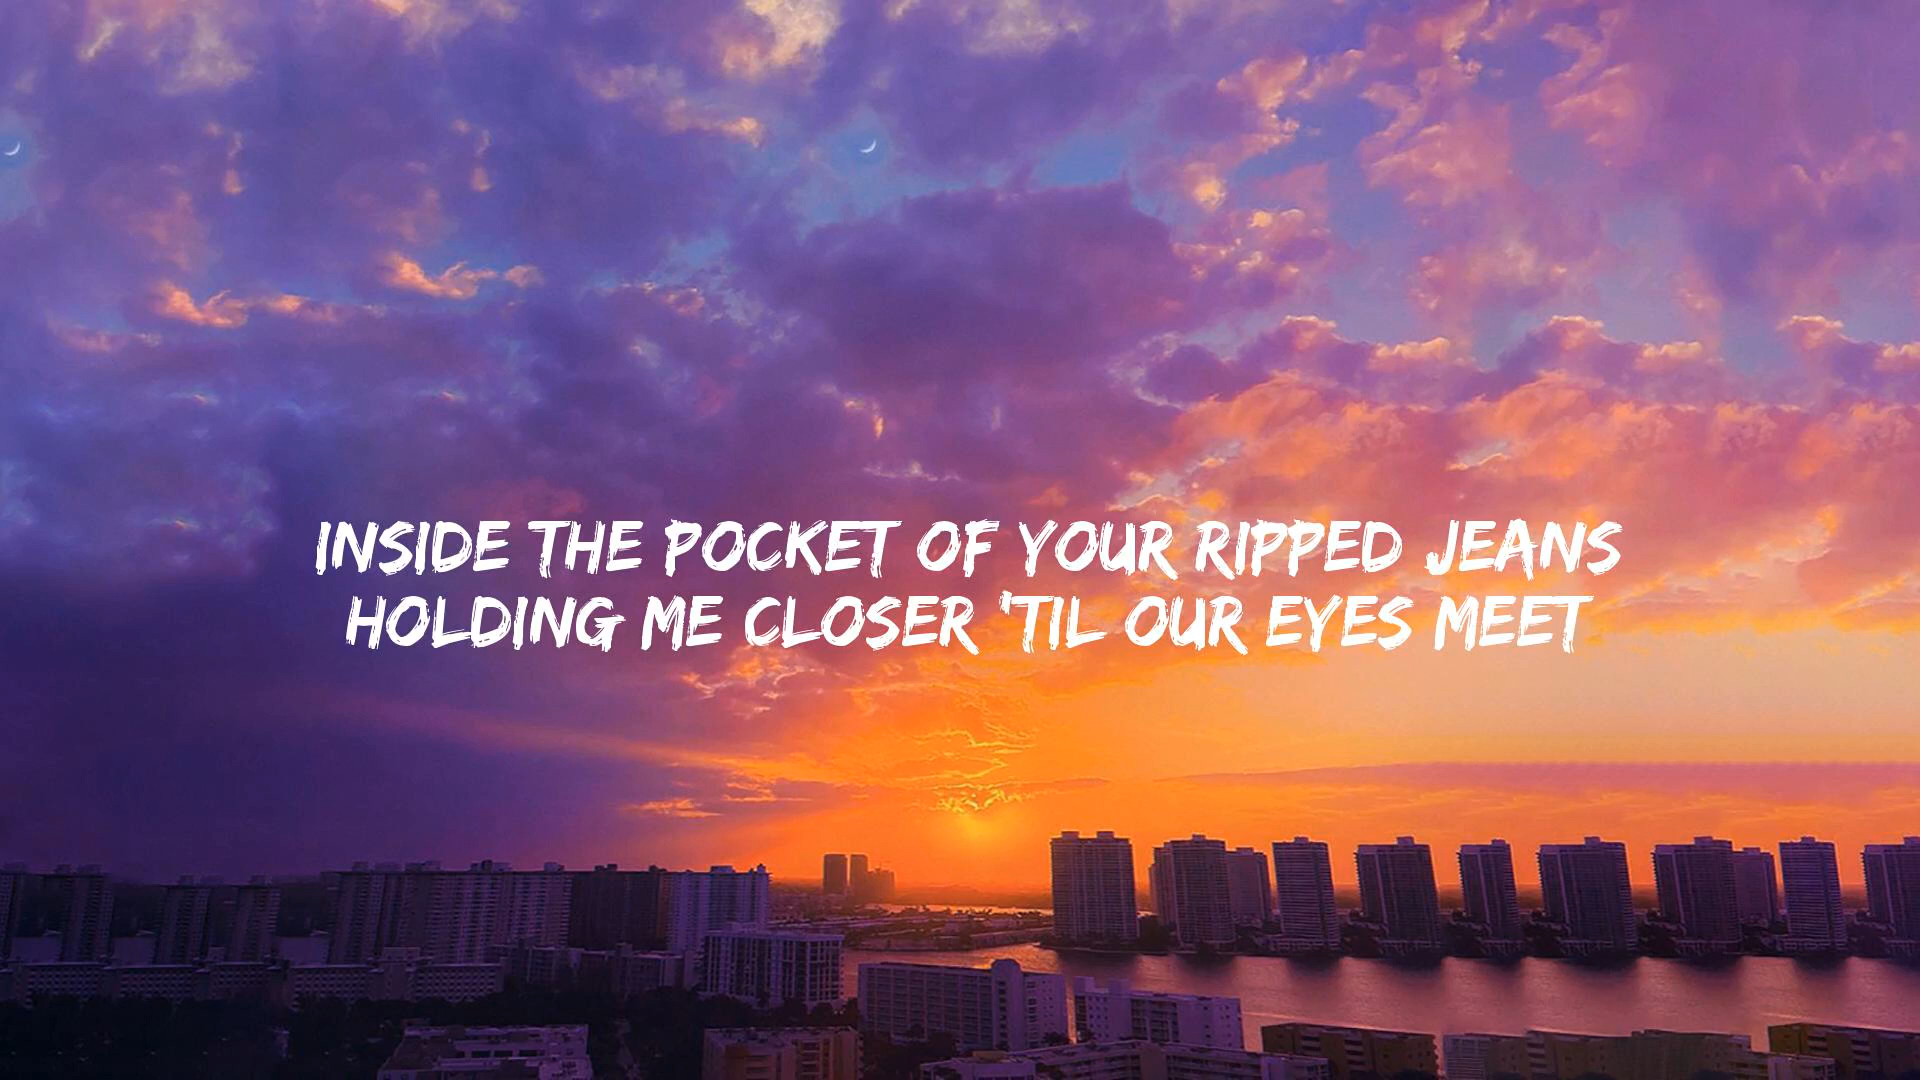 INSIDE THE POCKET OF YOUR RIPPED JEANS
HOLDING ME CLOSER 'TIL OUR EYES MEET